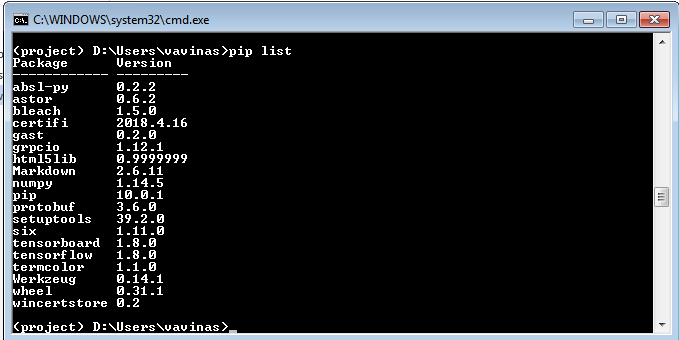 C:\WINDOWS\system32\cmd.exe
(project) D:\Users\vavinas>pip list
Package      Version
------------ ---------
absl-py      0.2.2
astor        0.6.2
bleach       1.5.0
certifi      2018.4.16
gast         0.2.0
grpcio       1.12.1
html5lib     0.9999999
Markdown     2.6.11
numpy        1.14.5
pip          10.0.1
protobuf     3.6.0
setuptools   39.2.0
six          1.11.0
tensorboard  1.8.0
tensorflow   1.8.0
termcolor    1.1.0
Werkzeug     0.14.1
wheel        0.31.1
wincertstore 0.2
(project) D:\Users\vavinas>_